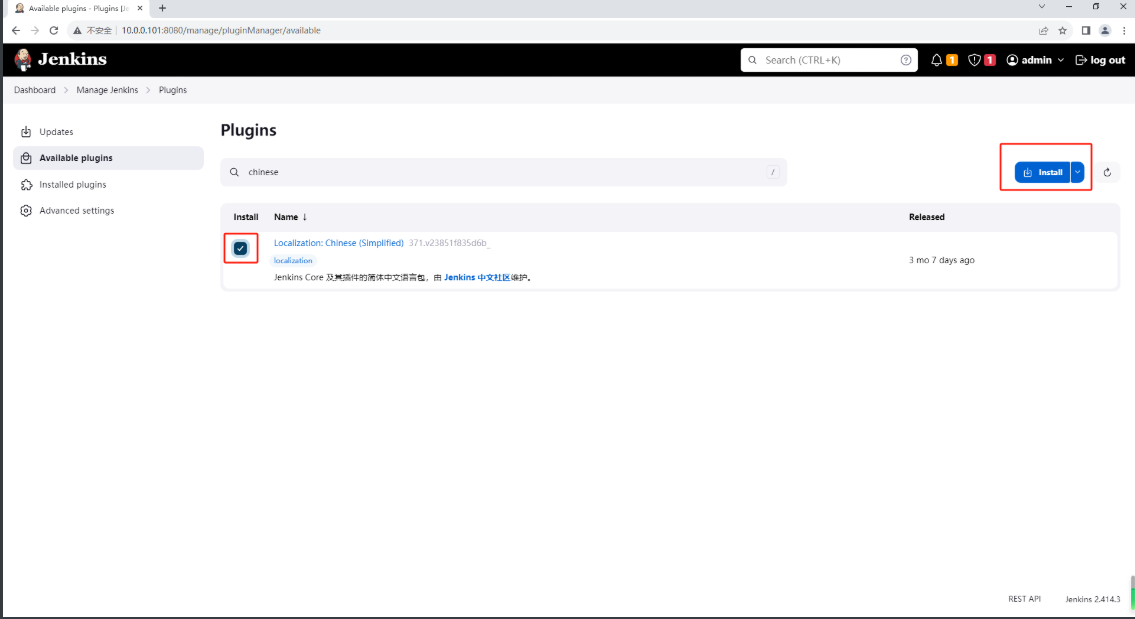 Available plugins - Plugins [Je
不安全 10.0.0.101:8080/manage/pluginManager/available
Jenkins
Search (CTRL+K)
1
1
admin
log out
Dashboard
Manage Jenkins
Plugins
Updates
Available plugins
Installed plugins
Advanced settings
Plugins
chinese
/
Install
Install
Name ↓
Released
Localization: Chinese (Simplified) 371.v23851f835d6b_
localization
Jenkins Core 及其插件的简体中文语言包，由 Jenkins 中文社区维护。
3 mo 7 days ago
REST API
Jenkins 2.414.3